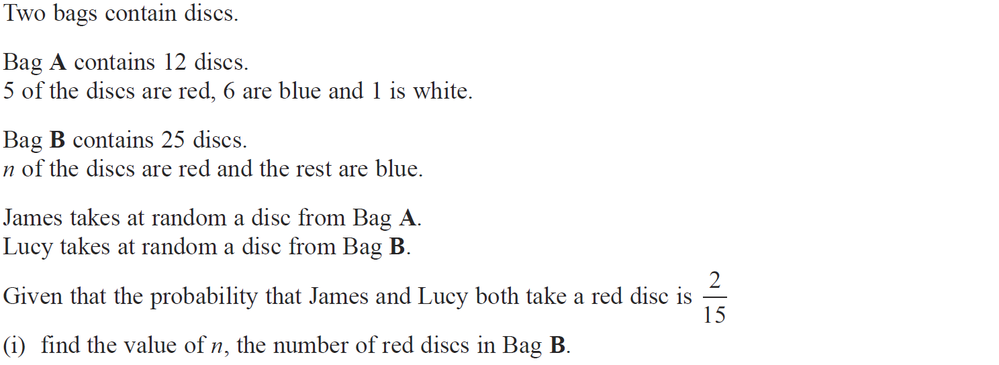 Two bags contain discs.
Bag A contains 12 discs.
5 of the discs are red, 6 are blue and 1 is white.
Bag B contains 25 discs.
n of the discs are red and the rest are blue.
James takes at random a disc from Bag A.
Lucy takes at random a disc from Bag B.
Given that the probability that James and Lucy both take a red disc is 2/15
(i) find the value of n, the number of red discs in Bag B.